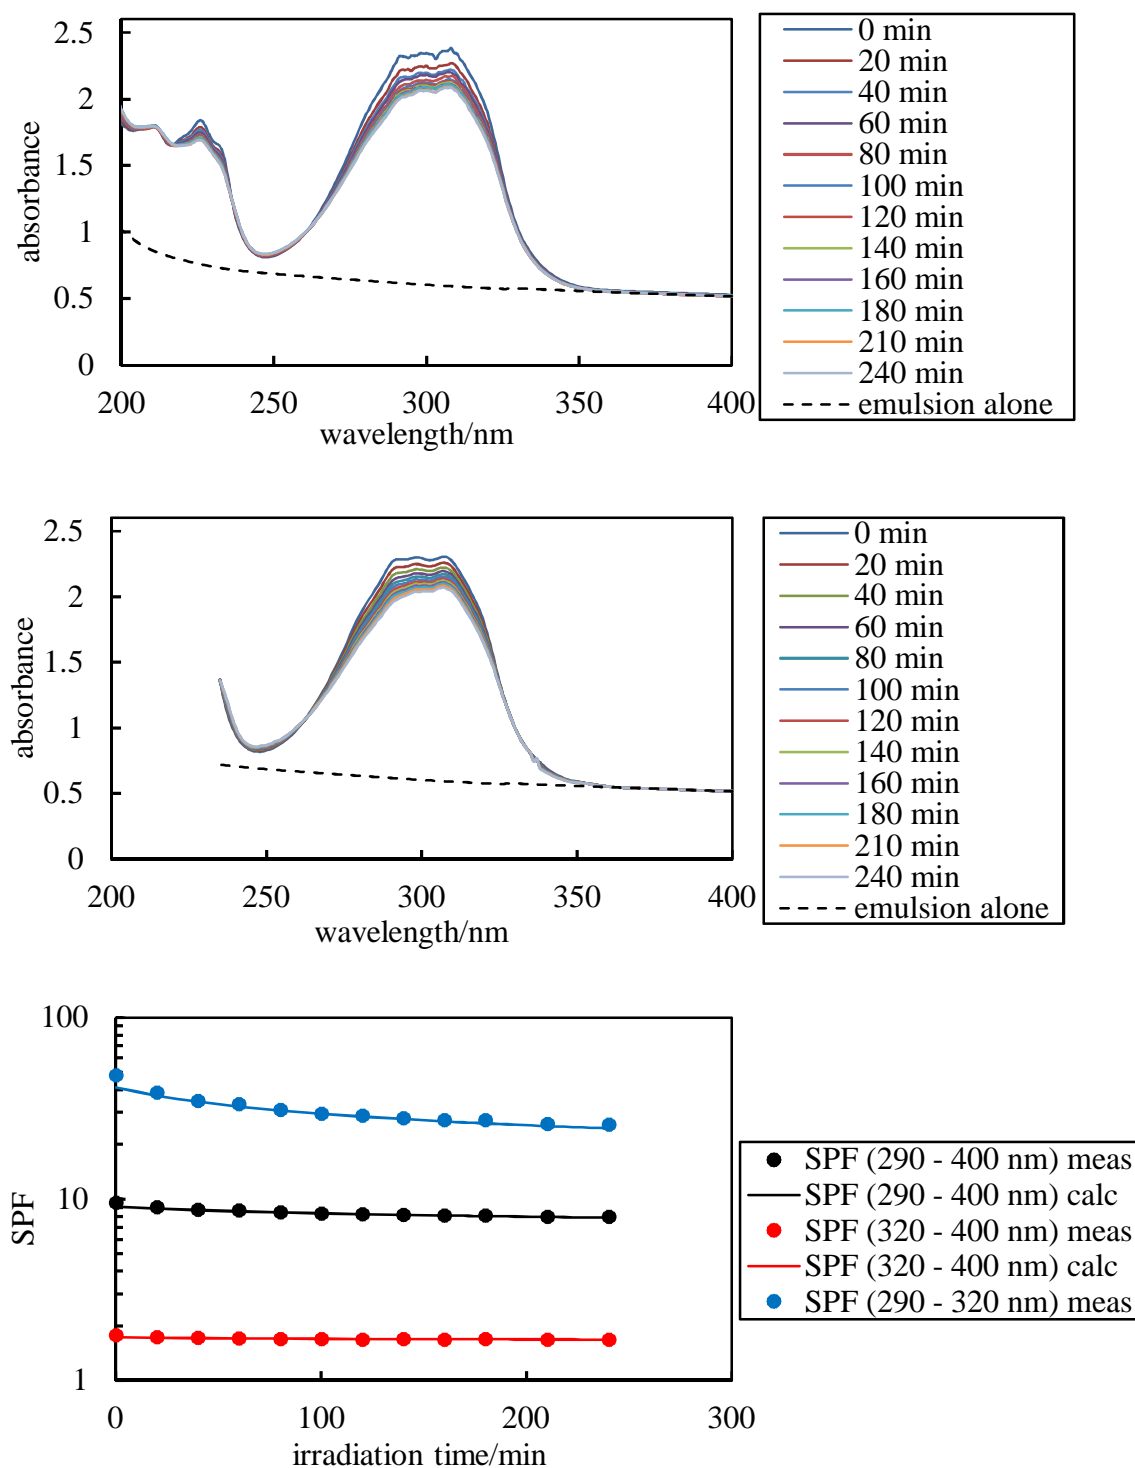 2.5
2
1.5
1
0.5
0
absorbance
200
250
300
350
400
wavelength/nm
0 min
20 min
40 min
60 min
80 min
100 min
120 min
140 min
160 min
180 min
210 min
240 min
emulsion alone
2.5
2
1.5
1
0.5
0
absorbance
200
250
300
350
400
wavelength/nm
0 min
20 min
40 min
60 min
80 min
100 min
120 min
140 min
160 min
180 min
210 min
240 min
emulsion alone
100
10
1
SPF
0
100
200
300
irradiation time/min
SPF (290 - 400 nm) meas
SPF (290 - 400 nm) calc
SPF (320 - 400 nm) meas
SPF (320 - 400 nm) calc
SPF (290 - 320 nm) meas